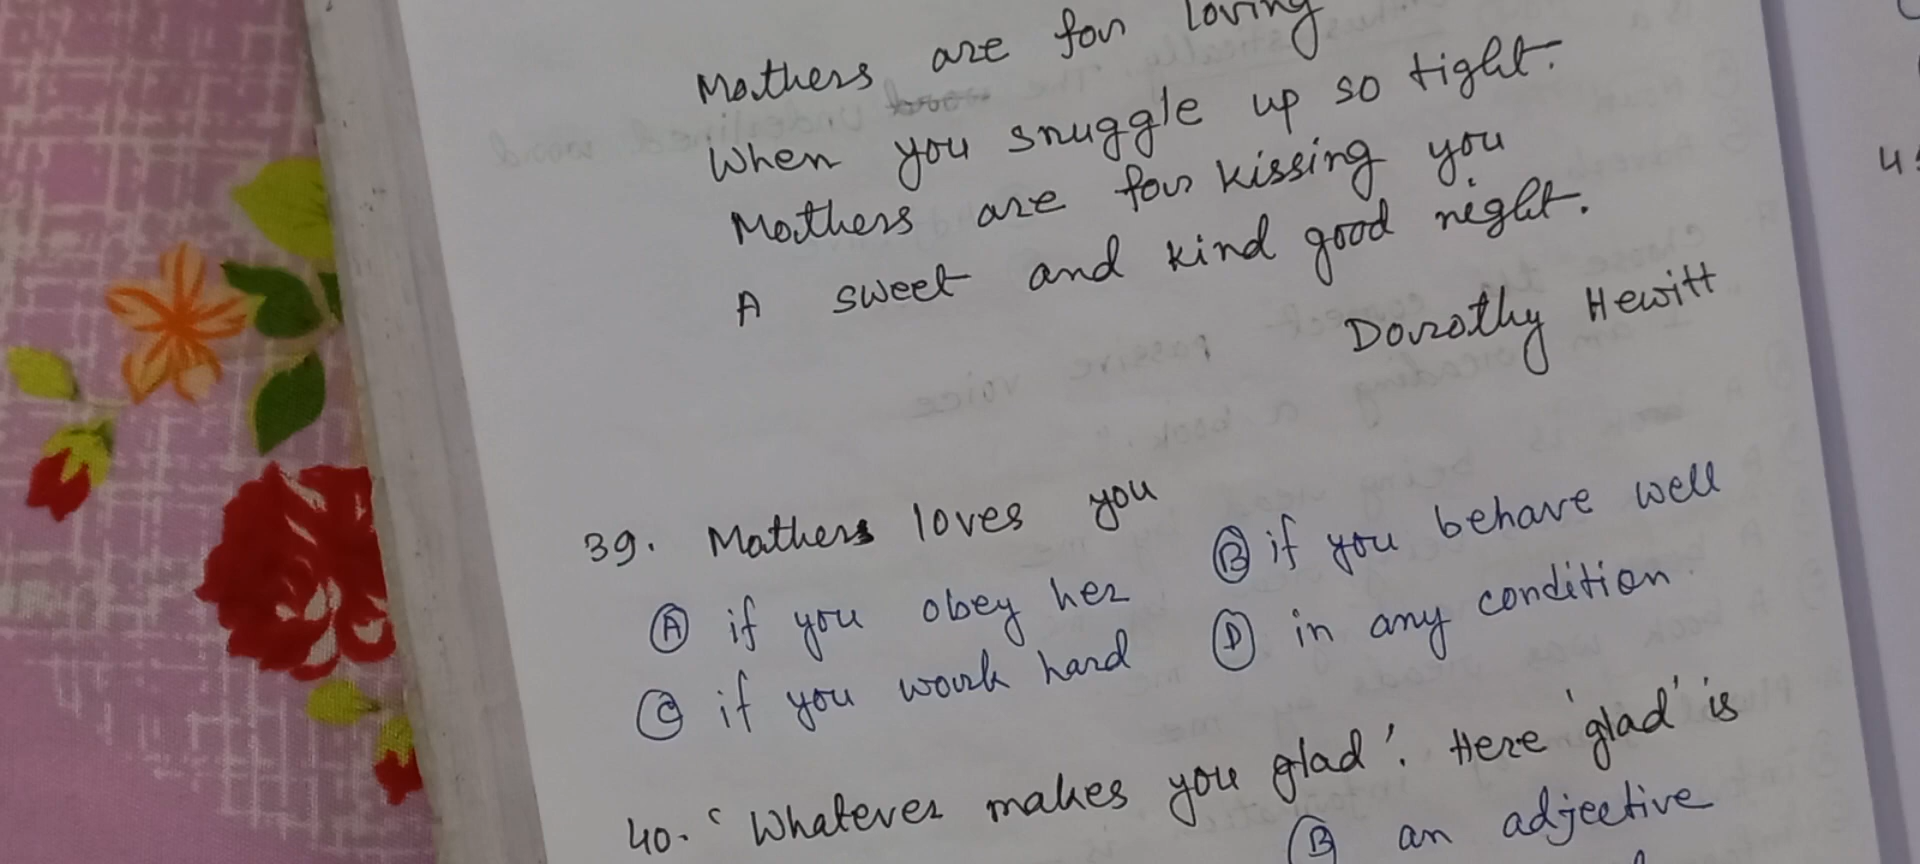 Mothers are for loving
When you snuggle up so tight.
Mothers are for kissing you
A sweet and kind good night.
Dorothy Hewitt
39. Mothers loves you
Ⓐ if you obey her Ⓑ if you behave well
Ⓒ if you work hard Ⓓ in any condition
40. 'Whatever makes you glad'. Here 'glad' is
Ⓑ an adjective